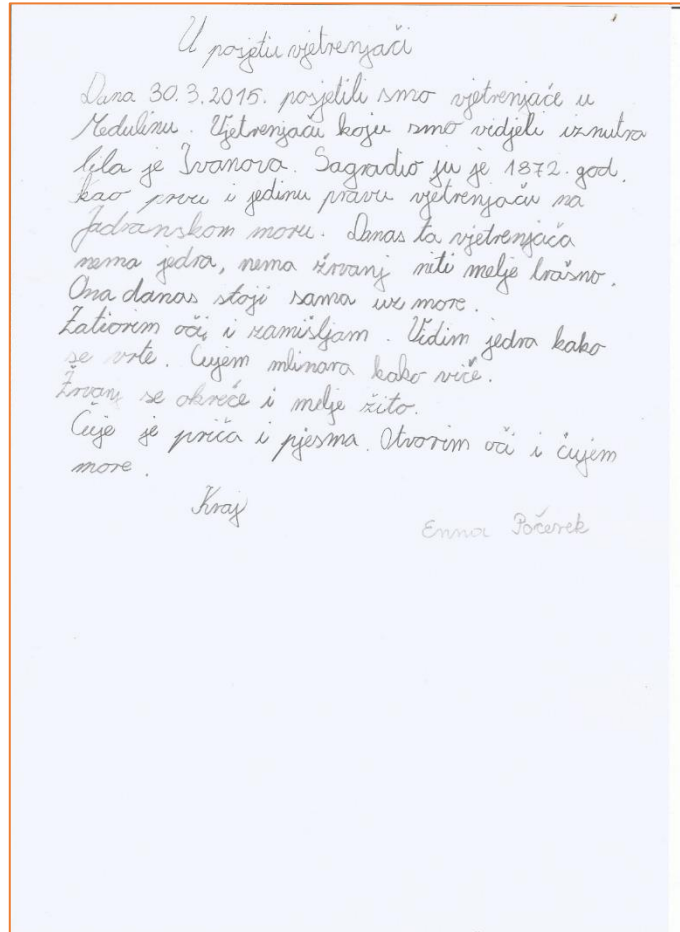 U posjetu vjetrenjači
Dana 30.3.2015. posjetili smo vjetrenjače u
Medulinu. Vjetrenjaču koju smo vidjeli iznutra
bila je Ivanova. Sagradio ju je 1872. god.
kao prvu i jedinu pravu vjetrenjaču na
Jadranskom moru. Danas ta vjetrenjača
nema jedra, nema žrvanj niti melje brašno.
Ona danas stoji sama uz more.
Zatvorim oči i zamišljam. Vidim jedra kako
se vrte. Čujem mlinara kako viče.
Žrvanj se okreće i melje žito.
Čuje je priča i pjesma. Otvorim oči i čujem
more.
Kraj
Enna Počerek